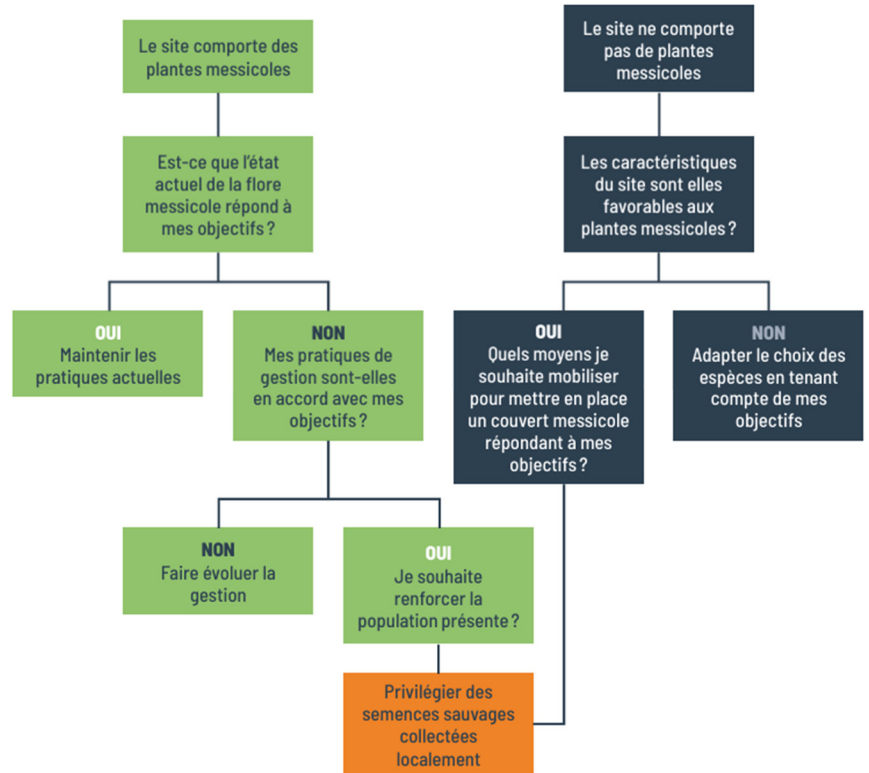 Le site comporte des
plantes messicoles
Est-ce que l'état
actuel de la flore
messicole répond à
mes objectifs ?
OUI
Maintenir les
pratiques actuelles
NON
Mes pratiques de
gestion sont-elles
en accord avec mes
objectifs ?
NON
Faire évoluer la
gestion
OUI
Je souhaite
renforcer la
population présente ?
Le site ne comporte
pas de plantes
messicoles
Les caractéristiques
du site sont elles
favorables aux
plantes messicoles ?
OUI
Quels moyens je
souhaite mobiliser
pour mettre en place
un couvert messicole
répondant à mes
objectifs ?
NON
Adapter le choix des
espèces en tenant
compte de mes
objectifs
Privilégier des
semences sauvages
collectées
localement